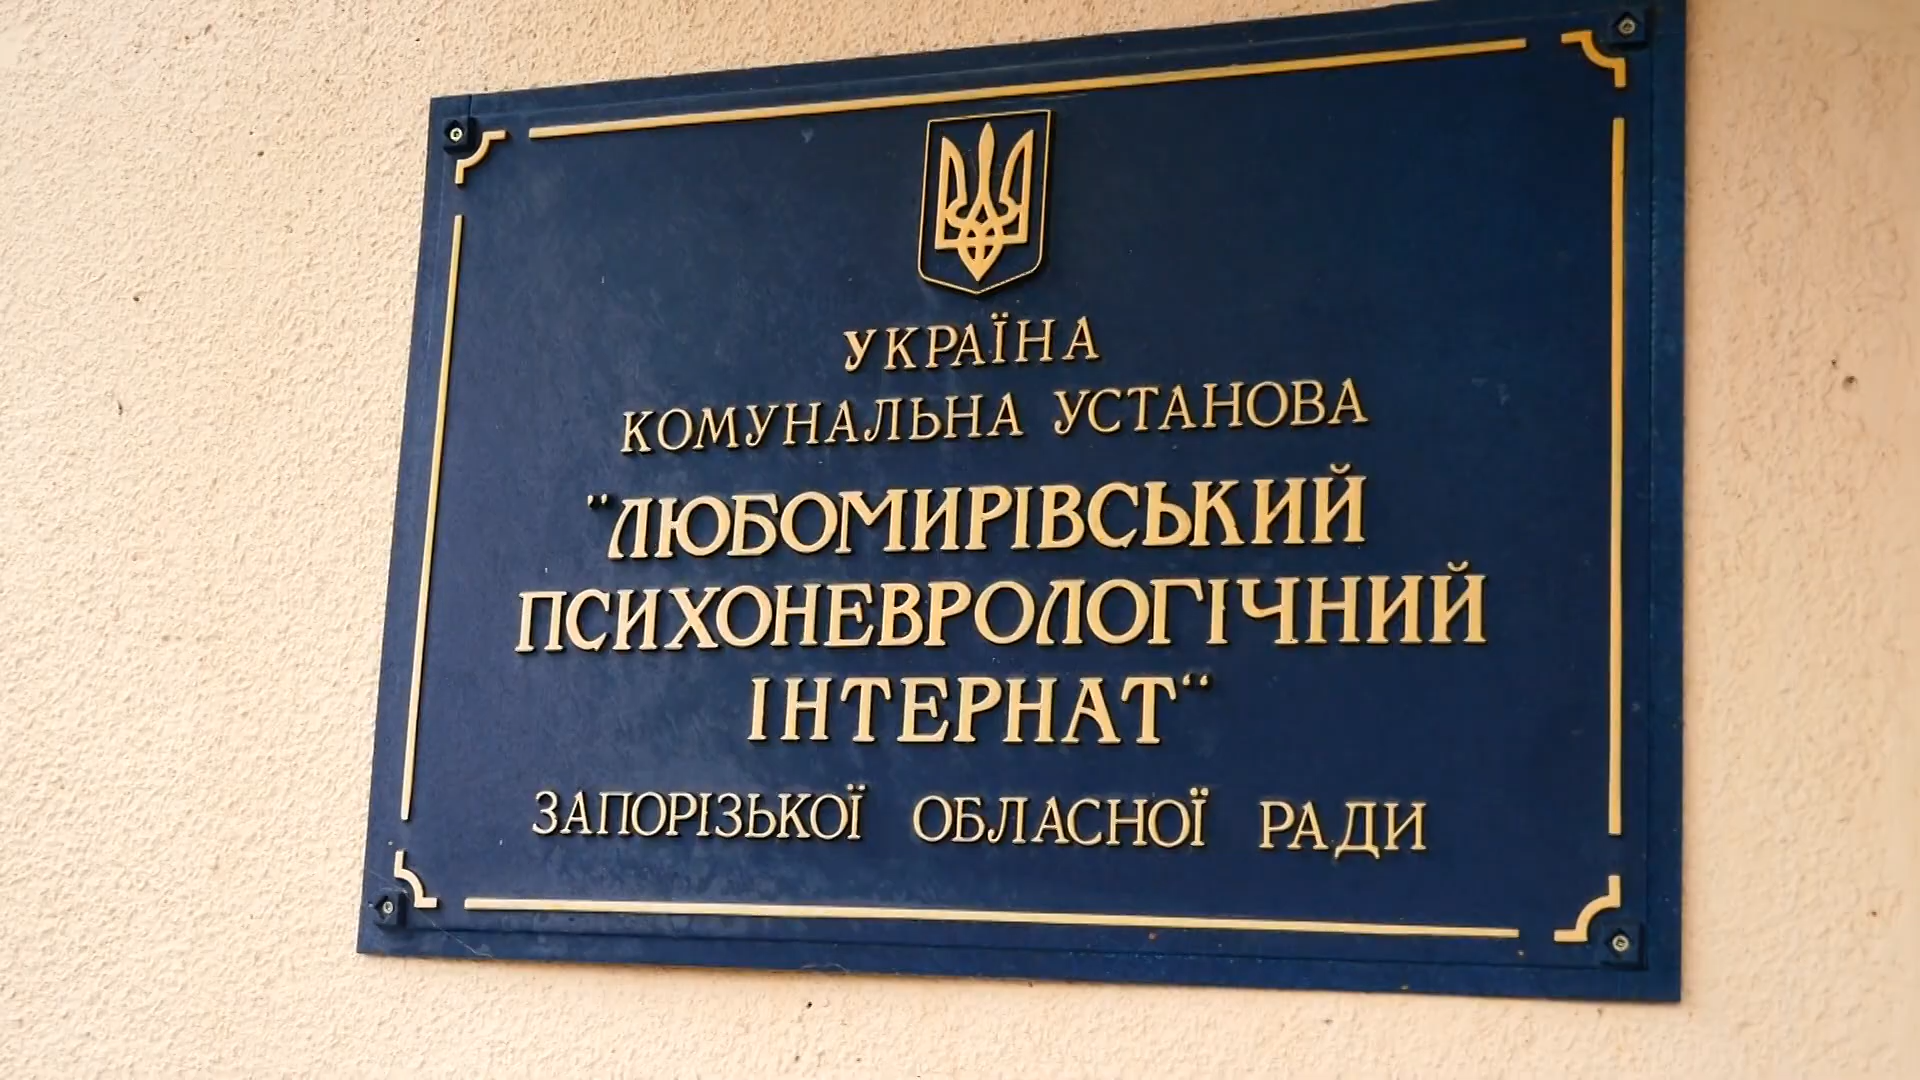 УКРАЇНА
КОМУНАЛЬНА УСТАНОВА
"ЛЮБОМИРІВСЬКИЙ
ПСИХОНЕВРОЛОГІЧНИЙ
ІНТЕРНАТ“
ЗАПОРІЗЬКОЇ ОБЛАСНОЇ РАДИ